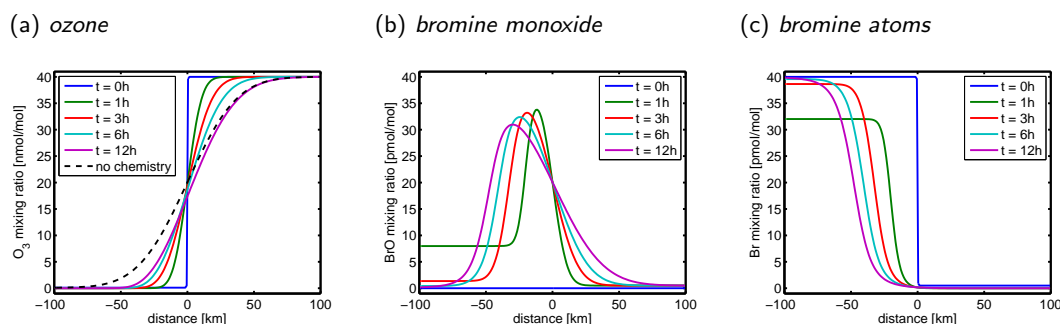 (a) ozone
O3 mixing ratio [nmol/mol]
40
35
30
25
20
15
10
5
0
t = 0h
t = 1h
t = 3h
t = 6h
t = 12h
no chemistry
−100 −50 0 50 100
distance [km]
(b) bromine monoxide
BrO mixing ratio [pmol/mol]
40
35
30
25
20
15
10
5
0
t = 0h
t = 1h
t = 3h
t = 6h
t = 12h
−100 −50 0 50 100
distance [km]
(c) bromine atoms
Br mixing ratio [pmol/mol]
40
35
30
25
20
15
10
5
0
t = 0h
t = 1h
t = 3h
t = 6h
t = 12h
−100 −50 0 50 100
distance [km]